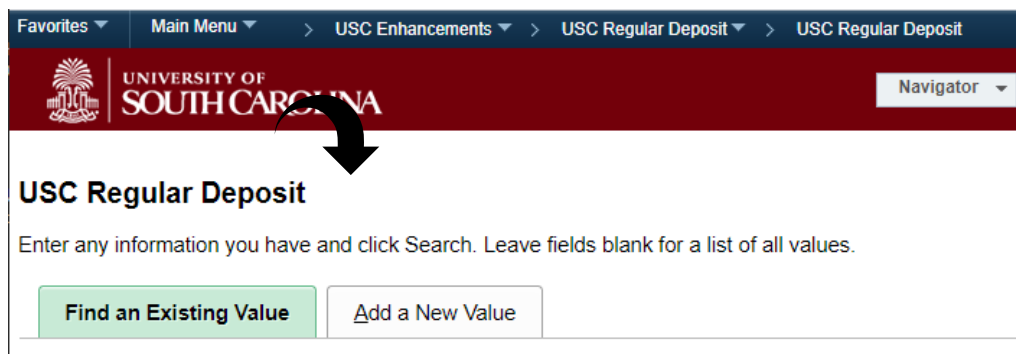 Favorites Main Menu > USC Enhancements > USC Regular Deposit > USC Regular Deposit
UNIVERSITY OF
SOUTH CAROLINA
Navigator
USC Regular Deposit
Enter any information you have and click Search. Leave fields blank for a list of all values.
Find an Existing Value Add a New Value